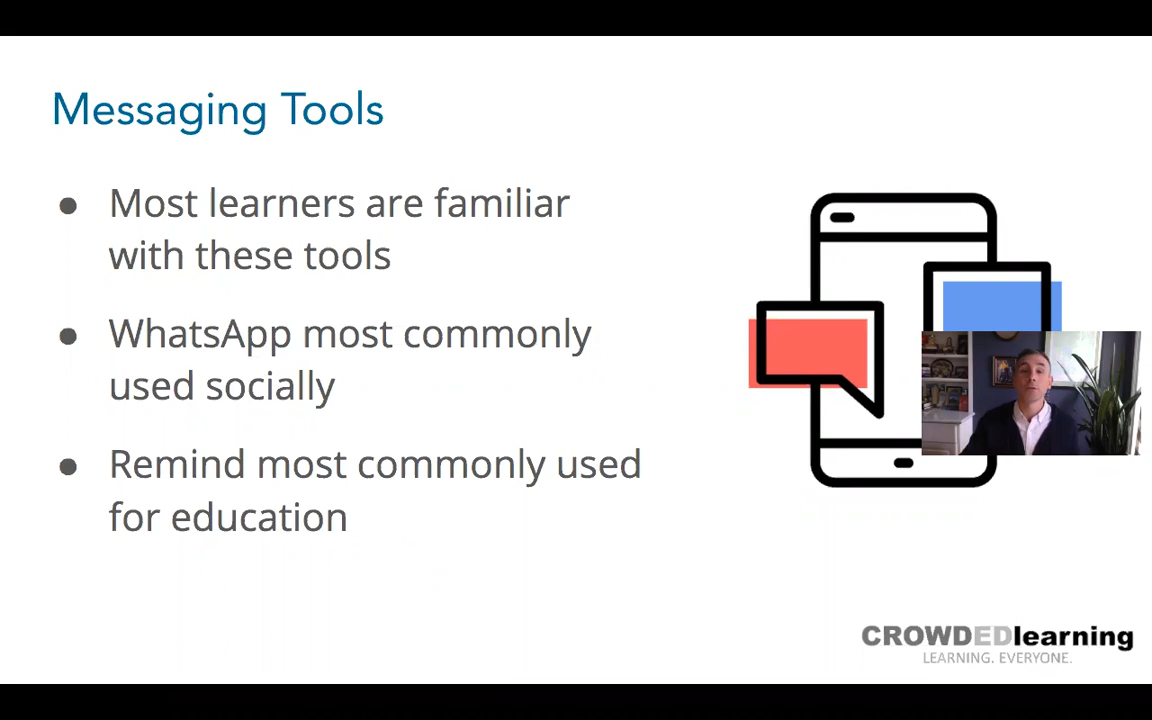 Messaging Tools
● Most learners are familiar
with these tools
● WhatsApp most commonly
used socially
● Remind most commonly used
for education
CROWDEDlearning
LEARNING. EVERYONE.